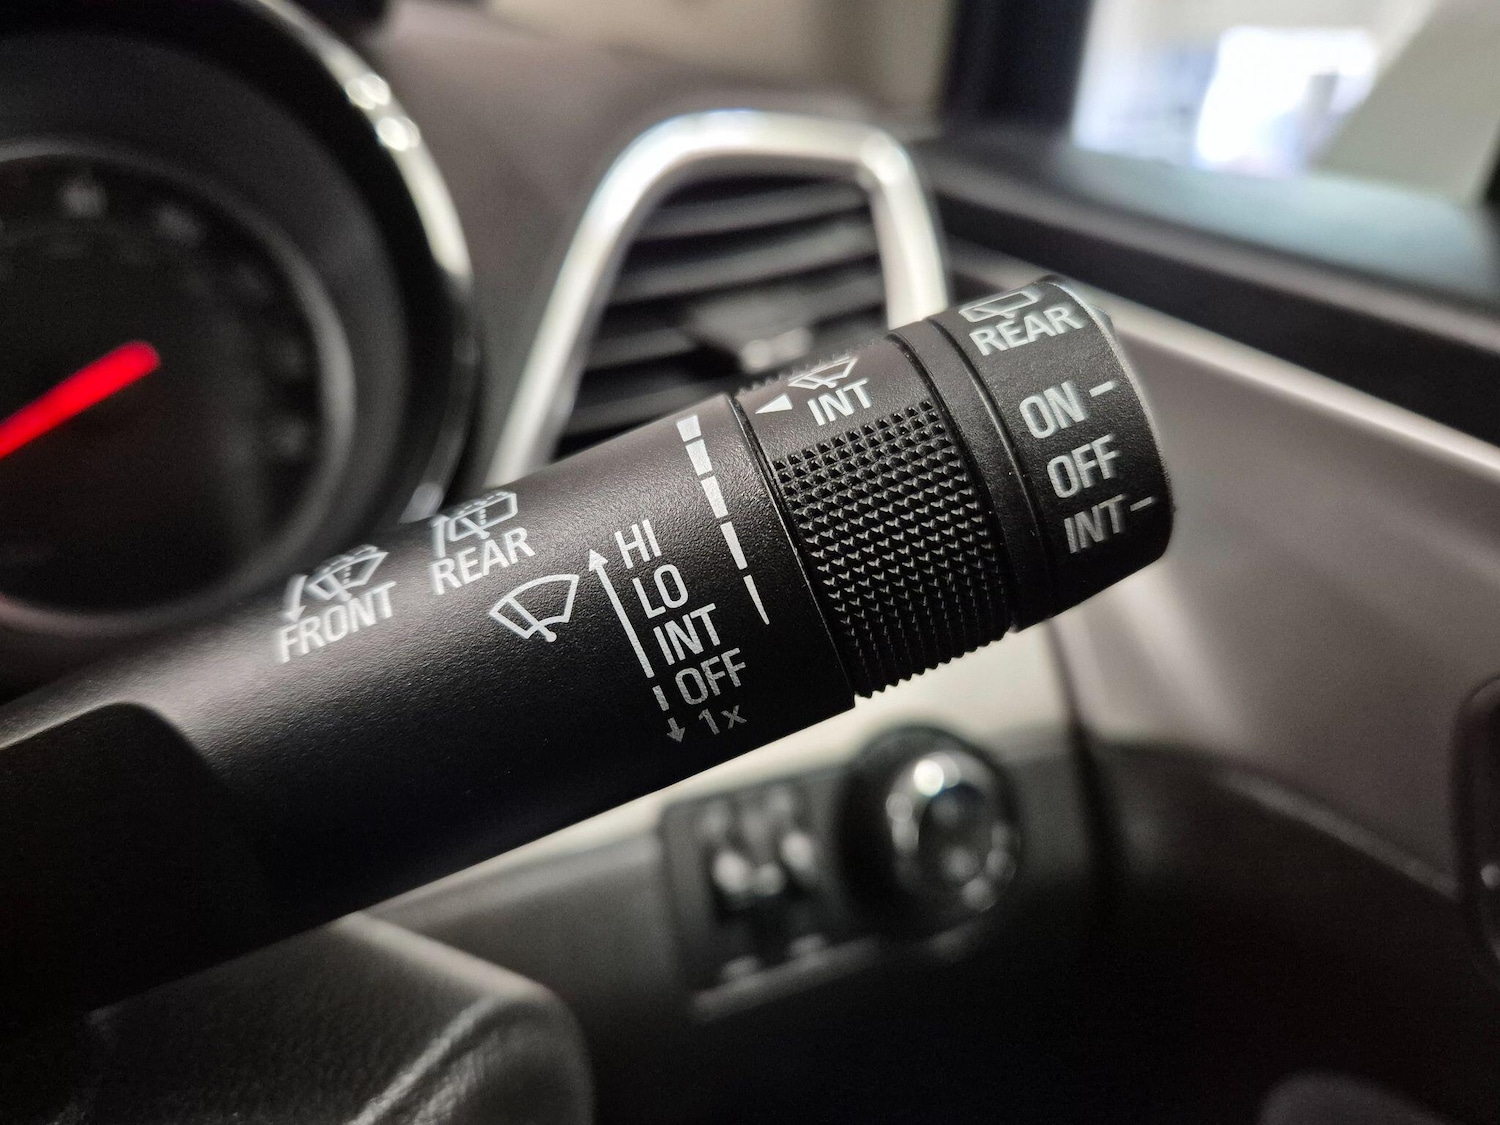 FRONT
REAR
HI
LO
INT
OFF
1x
INT
REAR
ON
OFF
INT